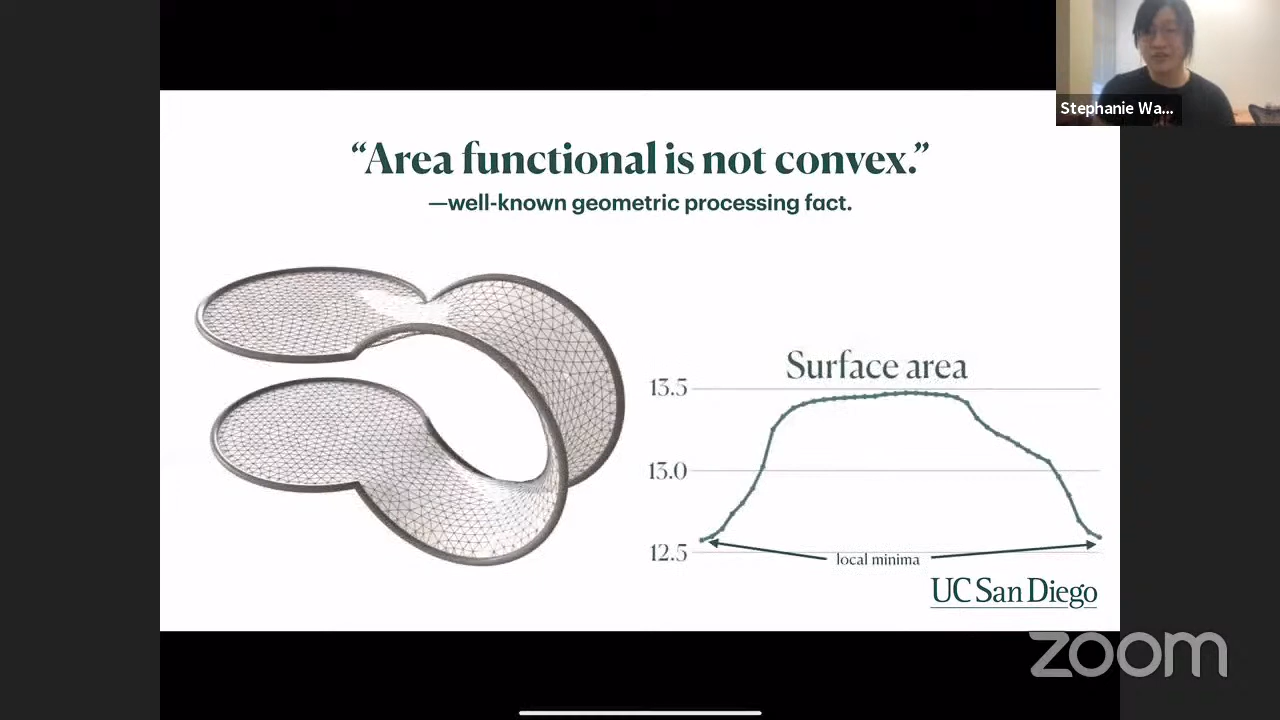 Stephanie Wa...
“Area functional is not convex.”
—well-known geometric processing fact.
Surface area
13.5
13.0
12.5
local minima
UC San Diego
zoom